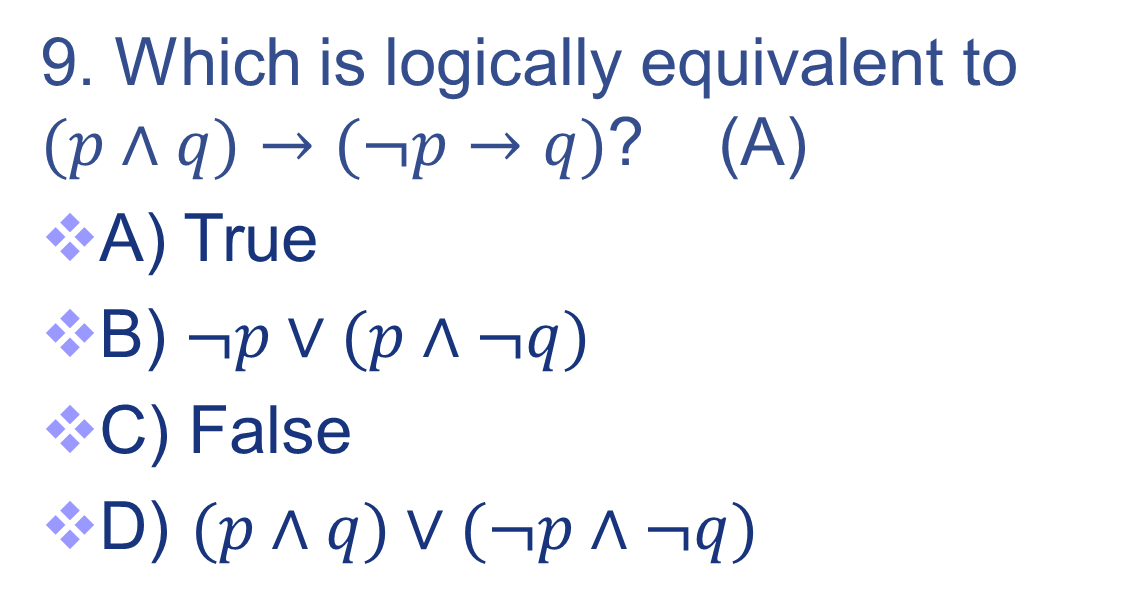 9. Which is logically equivalent to
(𝑝 ∧ 𝑞) → (¬𝑝 → 𝑞)? (A)
❖A) True
❖B) ¬𝑝 ∨ (𝑝 ∧ ¬𝑞)
❖C) False
❖D) (𝑝 ∧ 𝑞) ∨ (¬𝑝 ∧ ¬𝑞)